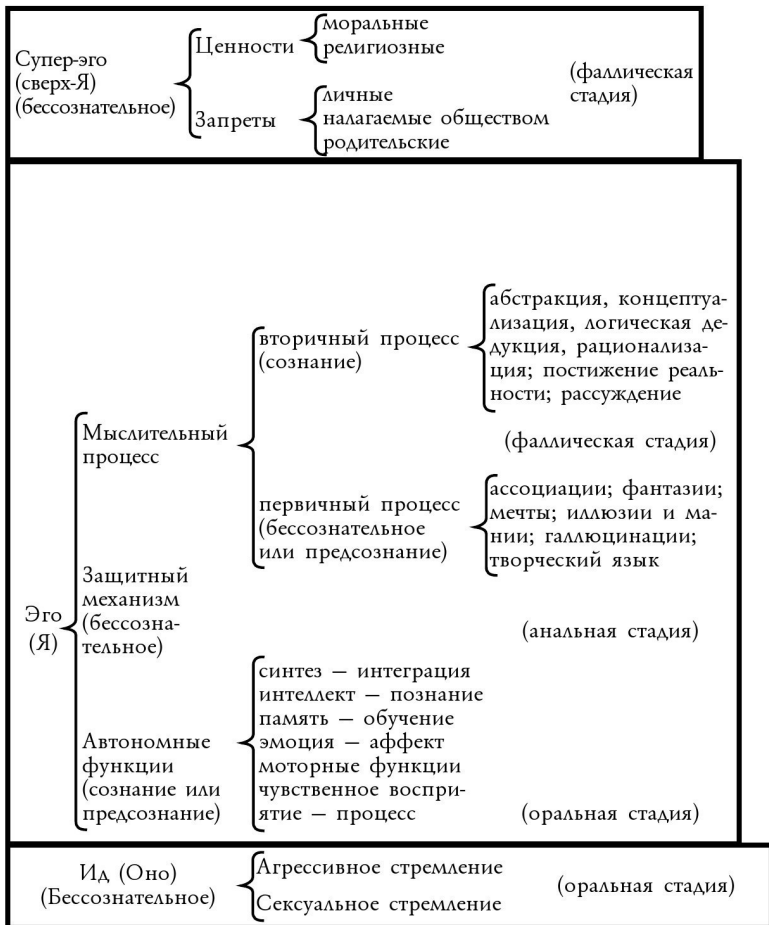 Супер-эго
(сверх-Я)
(бессознательное)
Ценности
моральные
религиозные
Запреты
личные
налагаемые обществом
родительские
(фаллическая
стадия)
Эго
(Я)
Мыслительный
процесс
вторичный процесс
(сознание)
абстракция, концептуа-
лизация, логическая де-
дукция, рационализа-
ция; постижение реаль-
ности; рассуждение
(фаллическая стадия)
первичный процесс
(бессознательное
или предсознание)
ассоциации; фантазии;
мечты; иллюзии и ма-
нии; галлюцинации;
творческий язык
Защитный
механизм
(бессозна-
тельное)
(анальная стадия)
Автономные
функции
(сознание или
предсознание)
синтез — интеграция
интеллект — познание
память — обучение
эмоция — аффект
моторные функции
чувственное воспри-
ятие — процесс
(оральная стадия)
Ид (Оно)
(Бессознательное)
Агрессивное стремление
Сексуальное стремление
(оральная стадия)